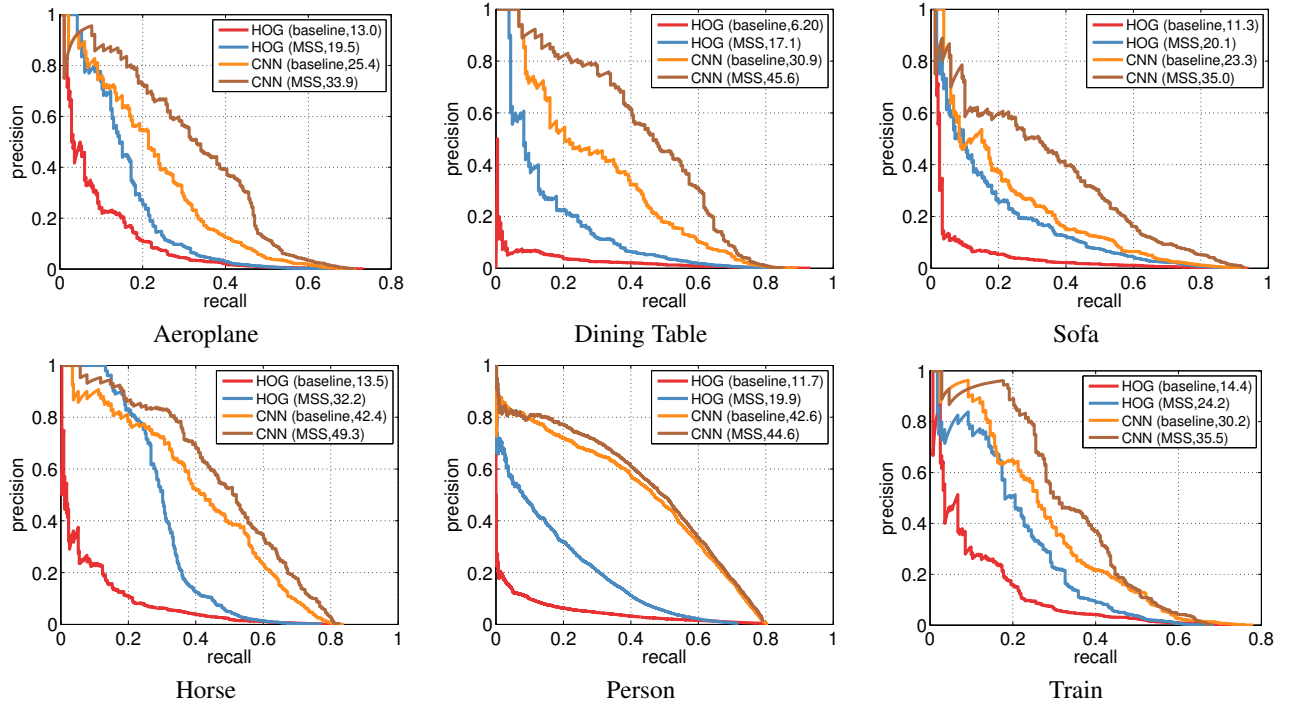 HOG (baseline,13.0)
HOG (MSS,19.5)
CNN (baseline,25.4)
CNN (MSS,33.9)
precision
1
0.8
0.6
0.4
0.2
0
0 0.2 0.4 0.6 0.8
recall
Aeroplane
HOG (baseline,6.20)
HOG (MSS,17.1)
CNN (baseline,30.9)
CNN (MSS,45.6)
precision
1
0.8
0.6
0.4
0.2
0
0 0.2 0.4 0.6 0.8 1
recall
Dining Table
HOG (baseline,11.3)
HOG (MSS,20.1)
CNN (baseline,23.3)
CNN (MSS,35.0)
precision
1
0.8
0.6
0.4
0.2
0
0 0.2 0.4 0.6 0.8 1
recall
Sofa
HOG (baseline,13.5)
HOG (MSS,32.2)
CNN (baseline,42.4)
CNN (MSS,49.3)
precision
1
0.8
0.6
0.4
0.2
0
0 0.2 0.4 0.6 0.8 1
recall
Horse
HOG (baseline,11.7)
HOG (MSS,19.9)
CNN (baseline,42.6)
CNN (MSS,44.6)
precision
1
0.8
0.6
0.4
0.2
0
0 0.2 0.4 0.6 0.8 1
recall
Person
HOG (baseline,14.4)
HOG (MSS,24.2)
CNN (baseline,30.2)
CNN (MSS,35.5)
precision
1
0.8
0.6
0.4
0.2
0
0 0.2 0.4 0.6 0.8
recall
Train